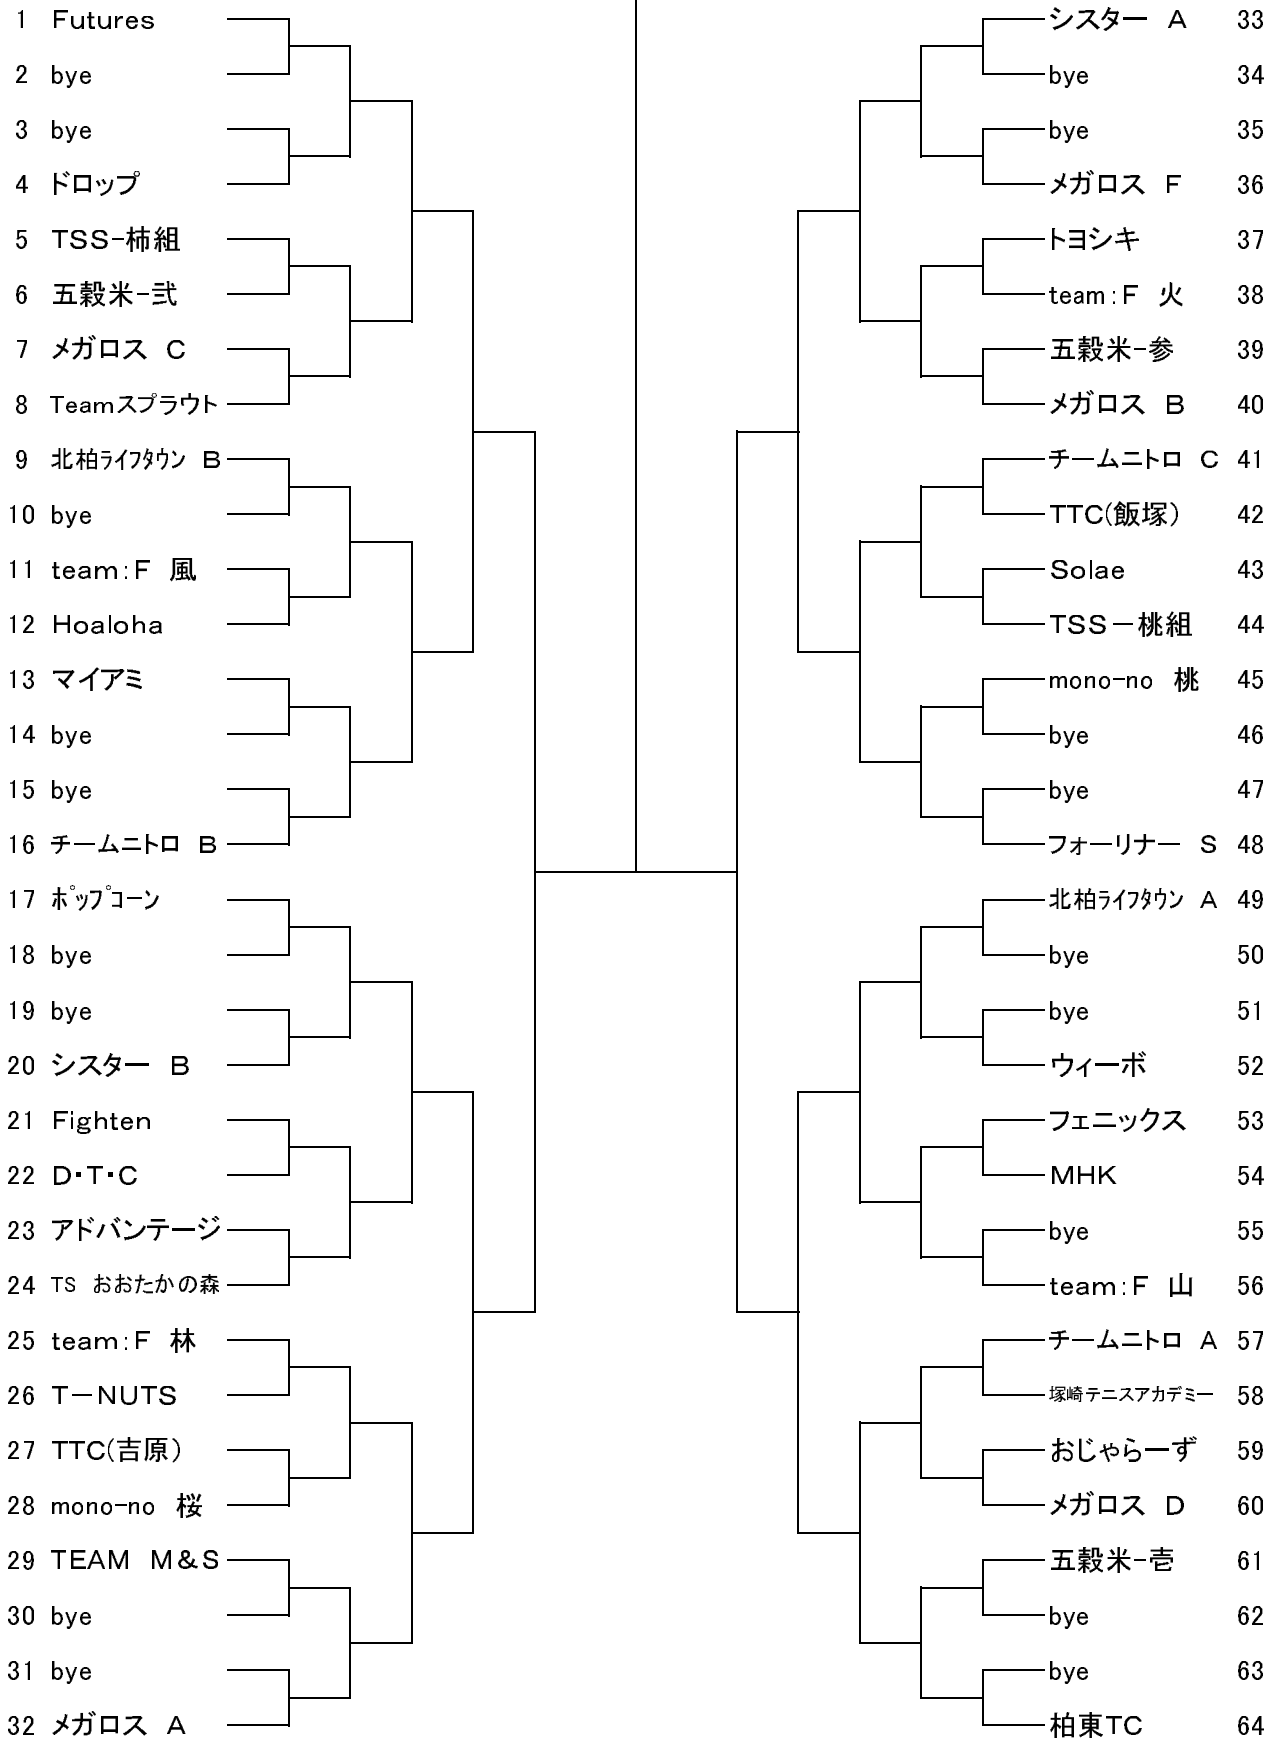 1 Futures
2 bye
3 bye
4 ドロップ
5 TSS-柿組
6 五穀米-弐
7 メガロス C
8 Teamスプラウト
9 北柏ﾗｲﾌﾀｳﾝ B
10 bye
11 team:F 風
12 Hoaloha
13 マイアミ
14 bye
15 bye
16 チームニトロ B
17 ﾎﾟｯﾌﾟｺｰﾝ
18 bye
19 bye
20 シスター B
21 Fighten
22 D・T・C
23 アドバンテージ
24 TS おおたかの森
25 team:F 林
26 T－NUTS
27 TTC(吉原)
28 mono-no 桜
29 TEAM M&S
30 bye
31 bye
32 メガロス A
シスター A 33
bye 34
bye 35
メガロス F 36
トヨシキ 37
team:F 火 38
五穀米-参 39
メガロス B 40
チームニトロ C 41
TTC(飯塚) 42
Solae 43
TSS－桃組 44
mono-no 桃 45
bye 46
bye 47
フォーリナー S 48
北柏ﾗｲﾌﾀｳﾝ A 49
bye 50
bye 51
ウィーボ 52
フェニックス 53
MHK 54
bye 55
team:F 山 56
チームニトロ A 57
塚崎テニスアカデミー 58
おじゃらーず 59
メガロス D 60
五穀米-壱 61
bye 62
bye 63
柏東TC 64